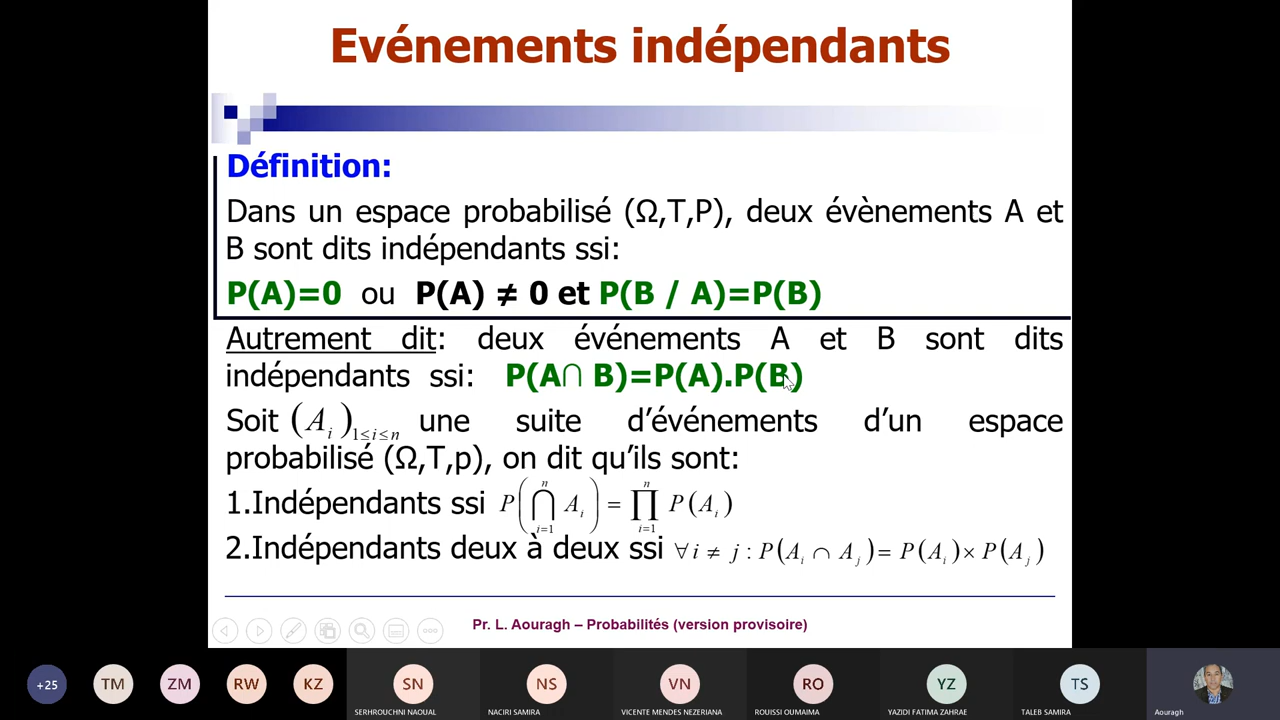 Evénements indépendants
Définition:
Dans un espace probabilisé (Ω,T,P), deux évènements A et
B sont dits indépendants ssi:
P(A)=0 ou P(A) ≠ 0 et P(B / A)=P(B)
Autrement dit: deux événements A et B sont dits
indépendants ssi: P(A∩ B)=P(A).P(B)
Soit (A_i)_{1≤i≤n} une suite d’événements d’un espace
probabilisé (Ω,T,p), on dit qu’ils sont:
1.Indépendants ssi P(⋂_{i=1}^{n} A_i) = ∏_{i=1}^{n} P(A_i)
2.Indépendants deux à deux ssi ∀ i ≠ j : P(A_i ∩ A_j) = P(A_i) × P(A_j)
Pr. L. Aouragh – Probabilités (version provisoire)
+25 TM ZM RW KZ SN NS VN RO YZ TS
SERHROUCHNI NAOUAL NACIRI SAMIRA VICENTE MENDES NEZERIANA ROUISSI OUMAIMA YAZIDI FATIMA ZAHRAE TALEB SAMIRA Aouragh